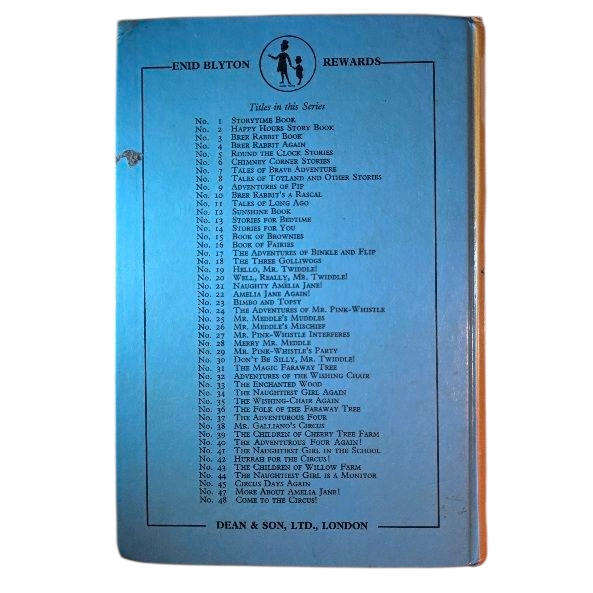 ENID BLYTON REWARDS
Titles in this Series
No. 1 STORYTIME BOOK
No. 2 HAPPY HOURS STORY BOOK
No. 3 BRER RABBIT BOOK
No. 4 BRER RABBIT AGAIN
No. 5 ROUND THE CLOCK STORIES
No. 6 CHIMNEY CORNER STORIES
No. 7 TALES OF BRAVE ADVENTURE
No. 8 TALES OF TOYLAND AND OTHER STORIES
No. 9 ADVENTURES OF PIP
No. 10 BRER RABBIT'S A RASCAL
No. 11 TALES OF LONG AGO
No. 12 SUNSHINE BOOK
No. 13 STORIES FOR BEDTIME
No. 14 STORIES FOR YOU
No. 15 BOOK OF BROWNIES
No. 16 BOOK OF FAIRIES
No. 17 THE ADVENTURES OF BINKLE AND FLIP
No. 18 THE THREE GOLLIWOGS
No. 19 HELLO, MR. TWIDDLE!
No. 20 WELL, REALLY, MR. TWIDDLE!
No. 21 NAUGHTY AMELIA JANE!
No. 22 AMELIA JANE AGAIN!
No. 23 BIMBO AND TOPSY
No. 24 THE ADVENTURES OF MR. PINK-WHISTLE
No. 25 MR. MEDDLE'S MUDDLES
No. 26 MR. MEDDLE'S MISCHIEF
No. 27 MR. PINK-WHISTLE INTERFERES
No. 28 MERRY MR. MEDDLE
No. 29 MR. PINK-WHISTLE'S PARTY
No. 30 DON'T BE SILLY, MR. TWIDDLE!
No. 31 THE MAGIC FARAWAY TREE
No. 32 ADVENTURES OF THE WISHING CHAIR
No. 33 THE ENCHANTED WOOD
No. 34 THE NAUGHTIEST GIRL AGAIN
No. 35 THE WISHING-CHAIR AGAIN
No. 36 THE FOLK OF THE FARAWAY TREE
No. 37 THE ADVENTUROUS FOUR
No. 38 MR. GALLIANO'S CIRCUS
No. 39 THE CHILDREN OF CHERRY TREE FARM
No. 40 THE ADVENTUROUS FOUR AGAIN!
No. 41 THE NAUGHTIEST GIRL IN THE SCHOOL
No. 42 HURRAH FOR THE CIRCUS!
No. 43 THE CHILDREN OF WILLOW FARM
No. 44 THE NAUGHTIEST GIRL IS A MONITOR
No. 45 CIRCUS DAYS AGAIN
No. 47 MORE ABOUT AMELIA JANE!
No. 48 COME TO THE CIRCUS!
DEAN & SON, LTD., LONDON